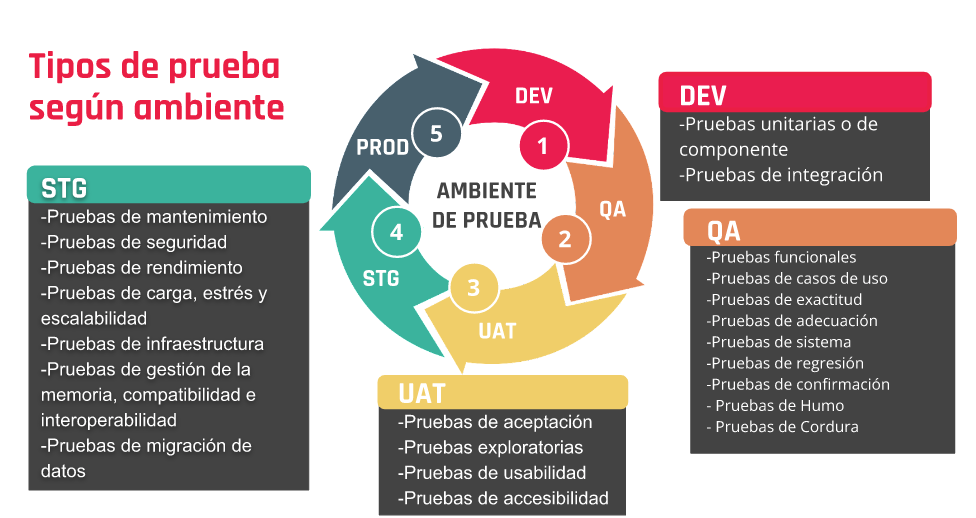 Tipos de prueba
según ambiente
DEV
1
QA
2
UAT
3
STG
4
PROD
5
AMBIENTE
DE PRUEBA
DEV
-Pruebas unitarias o de
componente
-Pruebas de integración
QA
-Pruebas funcionales
-Pruebas de casos de uso
-Pruebas de exactitud
-Pruebas de adecuación
-Pruebas de sistema
-Pruebas de regresión
-Pruebas de confirmación
- Pruebas de Humo
- Pruebas de Cordura
UAT
-Pruebas de aceptación
-Pruebas exploratorias
-Pruebas de usabilidad
-Pruebas de accesibilidad
STG
-Pruebas de mantenimiento
-Pruebas de seguridad
-Pruebas de rendimiento
-Pruebas de carga, estrés y
escalabilidad
-Pruebas de infraestructura
-Pruebas de gestión de la
memoria, compatibilidad e
interoperabilidad
-Pruebas de migración de
datos